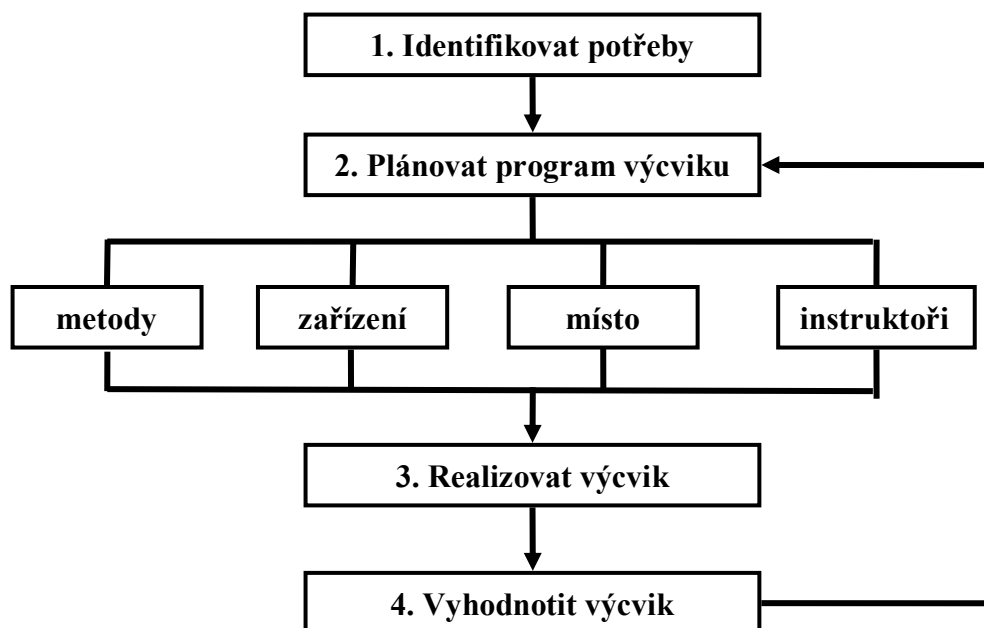 1. Identifikovat potřeby
2. Plánovat program výcviku
metody
zařízení
místo
instruktoři
3. Realizovat výcvik
4. Vyhodnotit výcvik